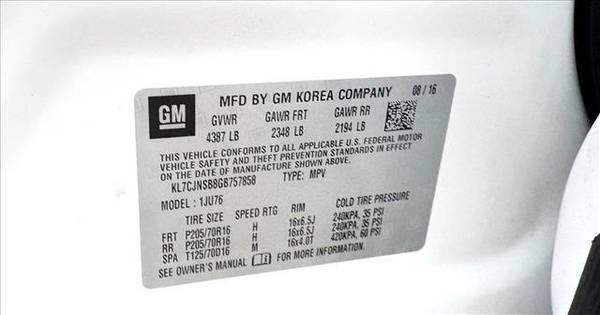 GM
MFD BY GM KOREA COMPANY 08 / 16
GVWR GAWR FRT GAWR RR
4387 LB 2348 LB 2194 LB
THIS VEHICLE CONFORMS TO ALL APPLICABLE U.S. FEDERAL MOTOR
VEHICLE SAFETY AND THEFT PREVENTION STANDARDS IN EFFECT
ON THE DATE OF MANUFACTURE SHOWN ABOVE.
KL7CJNSB8GB757858 TYPE: MPV
MODEL : 1JU76
TIRE SIZE SPEED RTG RIM COLD TIRE PRESSURE
FRT P205/70R16 H 16x6.5J 240KPA, 35 PSI
RR P205/70R16 H 16x6.5J 240KPA, 35 PSI
SPA T125/70D16 M 16x4.0T 420KPA, 60 PSI
SEE OWNER'S MANUAL FOR MORE INFORMATION.